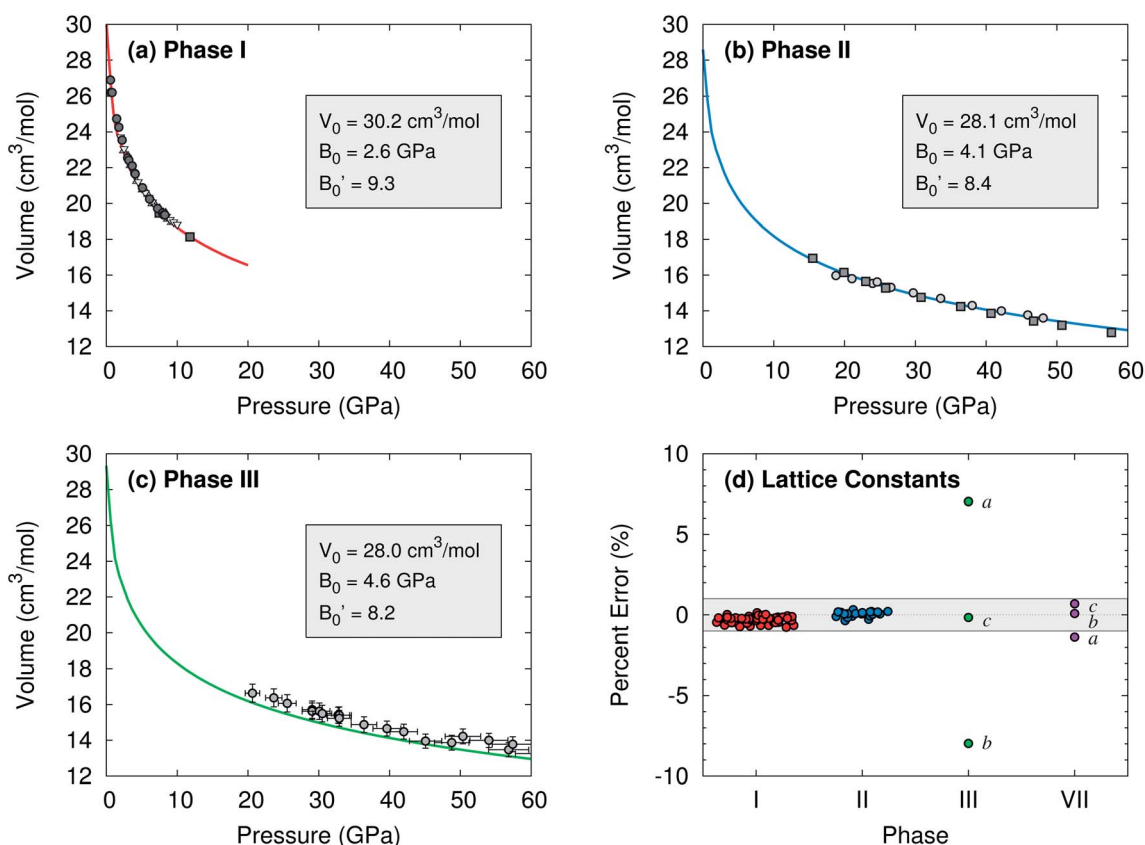 (a) Phase I
V₀ = 30.2 cm³/mol
B₀ = 2.6 GPa
B₀' = 9.3
Volume (cm³/mol)
30
28
26
24
22
20
18
16
14
12
0 10 20 30 40 50 60
Pressure (GPa)
(b) Phase II
V₀ = 28.1 cm³/mol
B₀ = 4.1 GPa
B₀' = 8.4
Volume (cm³/mol)
30
28
26
24
22
20
18
16
14
12
0 10 20 30 40 50 60
Pressure (GPa)
(c) Phase III
V₀ = 28.0 cm³/mol
B₀ = 4.6 GPa
B₀' = 8.2
Volume (cm³/mol)
30
28
26
24
22
20
18
16
14
12
0 10 20 30 40 50 60
Pressure (GPa)
(d) Lattice Constants
Percent Error (%)
10
5
0
-5
-10
a
c
b
c
b
a
I II III VII
Phase